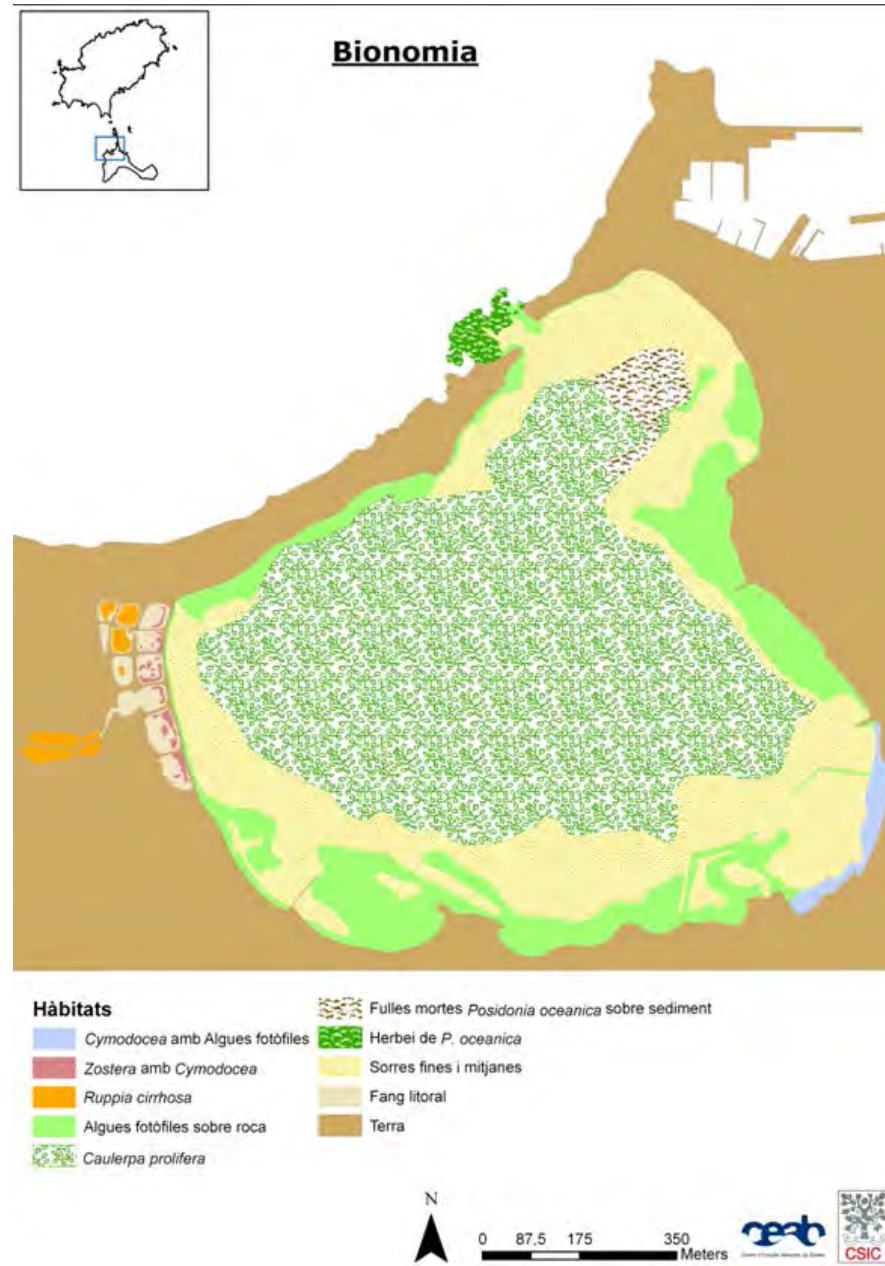 Bionomia
Hàbitats
Cymodocea amb Algues fotòfiles
Zostera amb Cymodocea
Ruppia cirrhosa
Algues fotòfiles sobre roca
Caulerpa prolifera
Fulles mortes Posidonia oceanica sobre sediment
Herbei de P. oceanica
Sorres fines i mitjanes
Fang litoral
Terra
N
0 87,5 175 350
Meters
ceab
CSIC